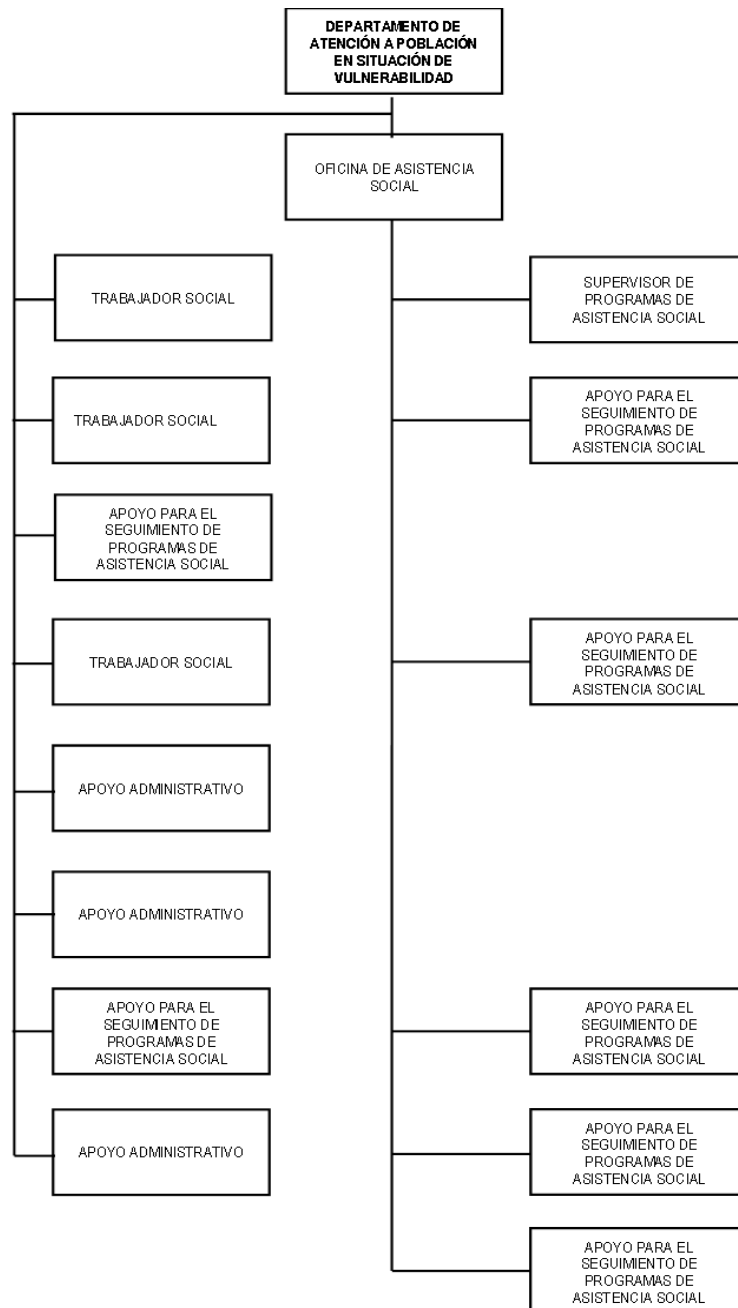 DEPARTAMENTO DE
ATENCIÓN A POBLACIÓN
EN SITUACIÓN DE
VULNERABILIDAD
OFICINA DE ASISTENCIA
SOCIAL
TRABAJADOR SOCIAL
SUPERVISOR DE
PROGRAMAS DE
ASISTENCIA SOCIAL
TRABAJADOR SOCIAL
APOYO PARA EL
SEGUIMIENTO DE
PROGRAMAS DE
ASISTENCIA SOCIAL
APOYO PARA EL
SEGUIMIENTO DE
PROGRAMAS DE
ASISTENCIA SOCIAL
TRABAJADOR SOCIAL
APOYO PARA EL
SEGUIMIENTO DE
PROGRAMAS DE
ASISTENCIA SOCIAL
APOYO ADMINISTRATIVO
APOYO ADMINISTRATIVO
APOYO PARA EL
SEGUIMIENTO DE
PROGRAMAS DE
ASISTENCIA SOCIAL
APOYO PARA EL
SEGUIMIENTO DE
PROGRAMAS DE
ASISTENCIA SOCIAL
APOYO ADMINISTRATIVO
APOYO PARA EL
SEGUIMIENTO DE
PROGRAMAS DE
ASISTENCIA SOCIAL
APOYO PARA EL
SEGUIMIENTO DE
PROGRAMAS DE
ASISTENCIA SOCIAL